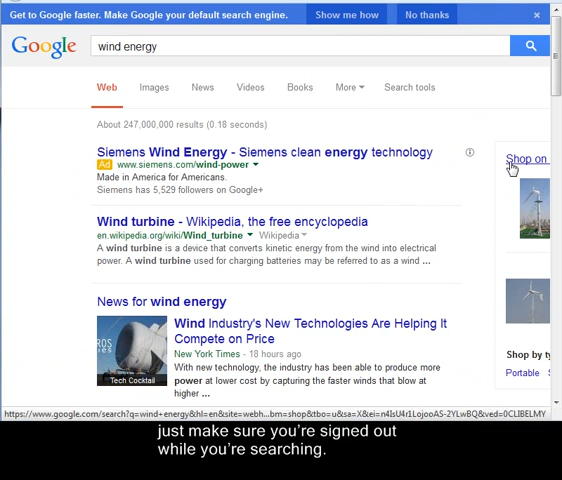 Get to Google faster. Make Google your default search engine. Show me how No thanks ×
Google wind energy
Web Images News Videos Books More Search tools
About 247,000,000 results (0.18 seconds)
Siemens Wind Energy - Siemens clean energy technology
Ad www.siemens.com/wind-power
Made in America for Americans.
Siemens has 5,529 followers on Google+
Shop on
Wind turbine - Wikipedia, the free encyclopedia
en.wikipedia.org/wiki/Wind_turbine Wikipedia
A wind turbine is a device that converts kinetic energy from the wind into electrical
power. A wind turbine used for charging batteries may be referred to as a wind ...
News for wind energy
Wind Industry's New Technologies Are Helping It
Compete on Price
New York Times - 18 hours ago
With new technology, the industry has been able to produce more
power at lower cost by capturing the faster winds that blow at
higher ...
ROS
Tech Cocktail
Shop by ty
Portable S
https://www.google.com/search?q=wind+energy&hl=en&site=webh...bm=shop&tbo=u&sa=X&ei=n4IsU4r1LojooAS-2YLwBQ&ved=0CLIBELMY
just make sure you're signed out
while you're searching.